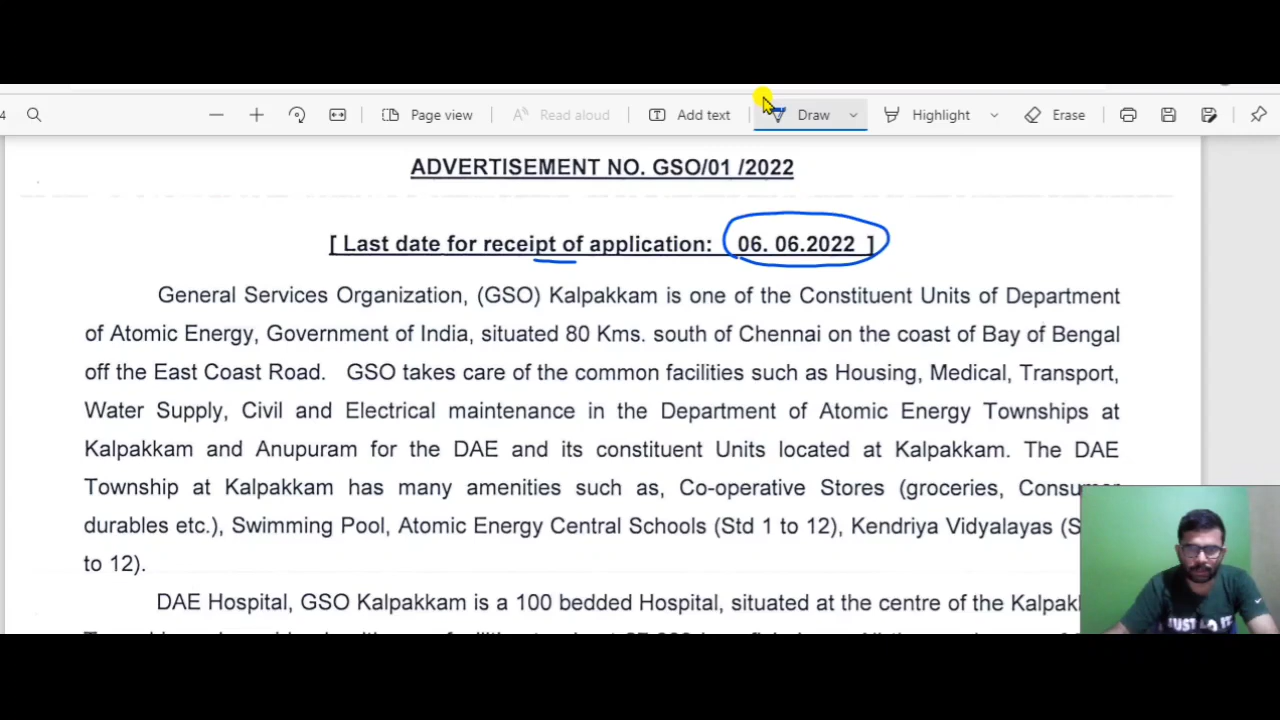 4 Page view Read aloud Add text Draw Highlight Erase
ADVERTISEMENT NO. GSO/01 /2022
[ Last date for receipt of application: 06. 06.2022 ]
General Services Organization, (GSO) Kalpakkam is one of the Constituent Units of Department
of Atomic Energy, Government of India, situated 80 Kms. south of Chennai on the coast of Bay of Bengal
off the East Coast Road. GSO takes care of the common facilities such as Housing, Medical, Transport,
Water Supply, Civil and Electrical maintenance in the Department of Atomic Energy Townships at
Kalpakkam and Anupuram for the DAE and its constituent Units located at Kalpakkam. The DAE
Township at Kalpakkam has many amenities such as, Co-operative Stores (groceries, Consumer
durables etc.), Swimming Pool, Atomic Energy Central Schools (Std 1 to 12), Kendriya Vidyalayas
to 12).
DAE Hospital, GSO Kalpakkam is a 100 bedded Hospital, situated at the centre of the
JUST DO IT